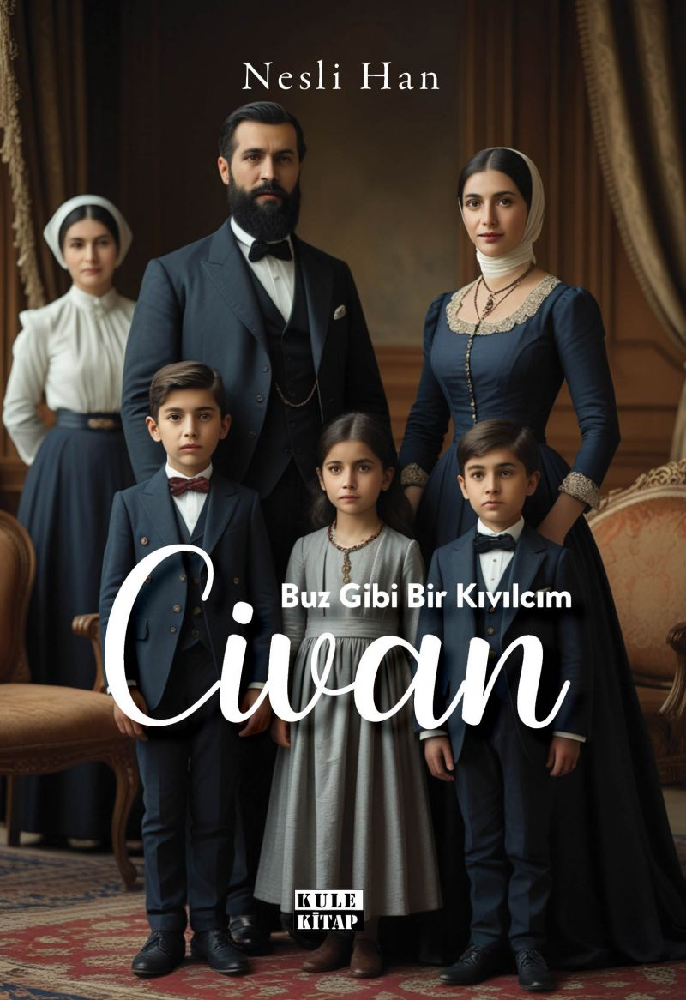 Nesli Han
Buz Gibi Bir Kıvılcım
Civan
KULE
KİTAP